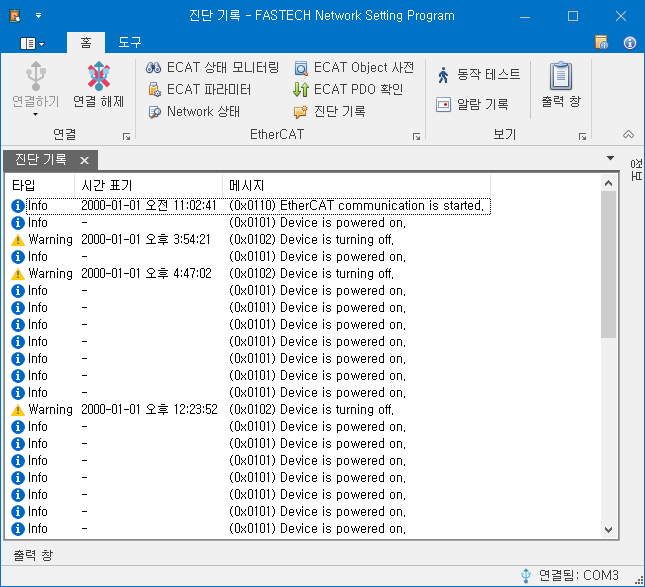 진단 기록 - FASTECH Network Setting Program
홈 도구
연결하기 연결 해제
연결
ECAT 상태 모니터링 ECAT Object 사전
ECAT 파라미터 ECAT PDO 확인
Network 상태 진단 기록
EtherCAT
동작 테스트
알람 기록
출력 창
보기
진단 기록
정보
타입 시간 표기 메시지
Info 2000-01-01 오전 11:02:41 (0x0110) EtherCAT communication is started.
Info - (0x0101) Device is powered on.
Warning 2000-01-01 오후 3:54:21 (0x0102) Device is turning off.
Info - (0x0101) Device is powered on.
Warning 2000-01-01 오후 4:47:02 (0x0102) Device is turning off.
Info - (0x0101) Device is powered on.
Info - (0x0101) Device is powered on.
Info - (0x0101) Device is powered on.
Info - (0x0101) Device is powered on.
Info - (0x0101) Device is powered on.
Info - (0x0101) Device is powered on.
Info - (0x0101) Device is powered on.
Warning 2000-01-01 오후 12:23:52 (0x0102) Device is turning off.
Info - (0x0101) Device is powered on.
Info - (0x0101) Device is powered on.
Info - (0x0101) Device is powered on.
Info - (0x0101) Device is powered on.
Info - (0x0101) Device is powered on.
Info - (0x0101) Device is powered on.
Info - (0x0101) Device is powered on.
출력 창
연결됨: COM3